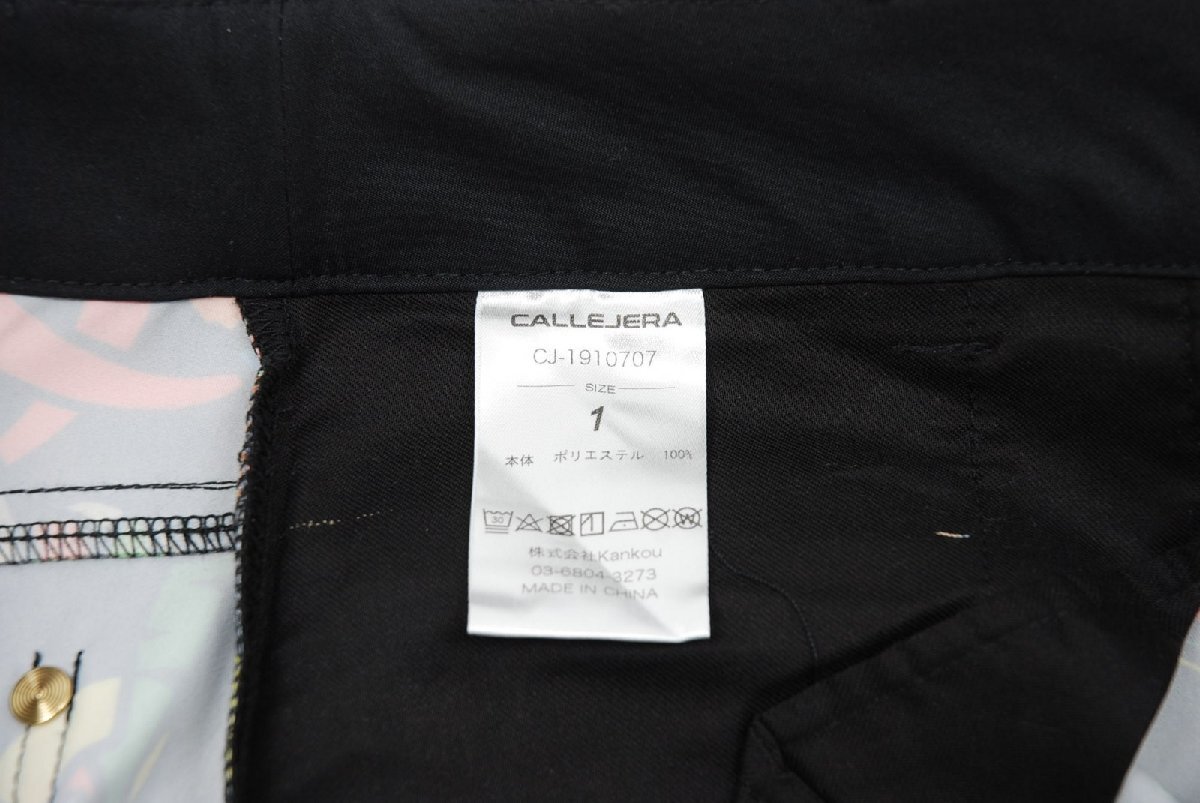 CALLEJERA
CJ-1910707
SIZE
1
本体 ポリエステル 100%
30 W
株式会社Kankou
03-6804-3273
MADE IN CHINA